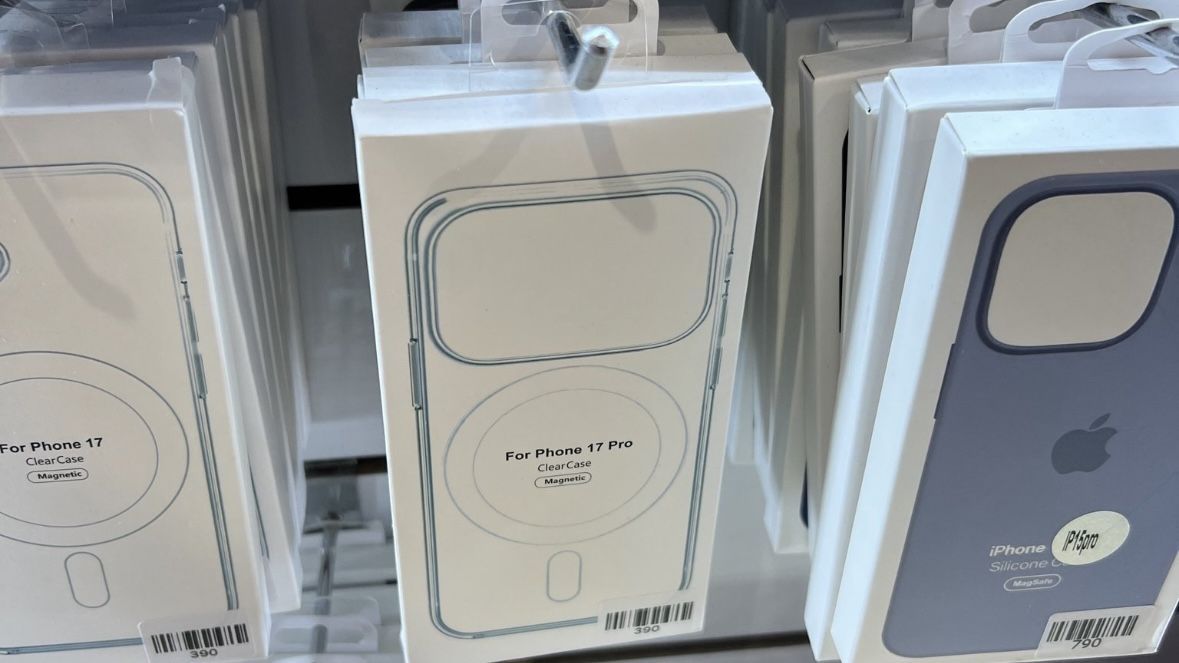 For Phone 17
ClearCase
Magnetic
390
For Phone 17 Pro
ClearCase
Magnetic
390
iPhone
IP15pro
Silicone
MagSafe
790